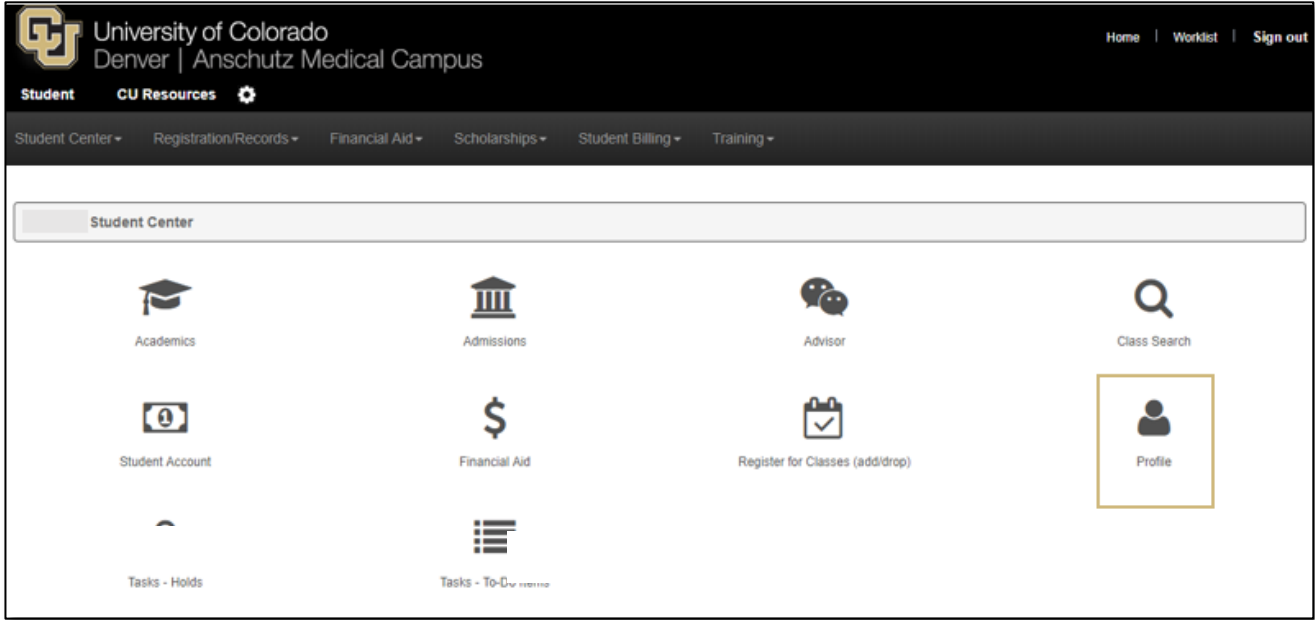 University of Colorado
Denver | Anschutz Medical Campus
Home | Worklist | Sign out
Student CU Resources
Student Center Registration/Records Financial Aid Scholarships Student Billing Training
Student Center
Academics Admissions Advisor Class Search
Student Account Financial Aid Register for Classes (add/drop) Profile
Tasks - Holds Tasks - To-Do